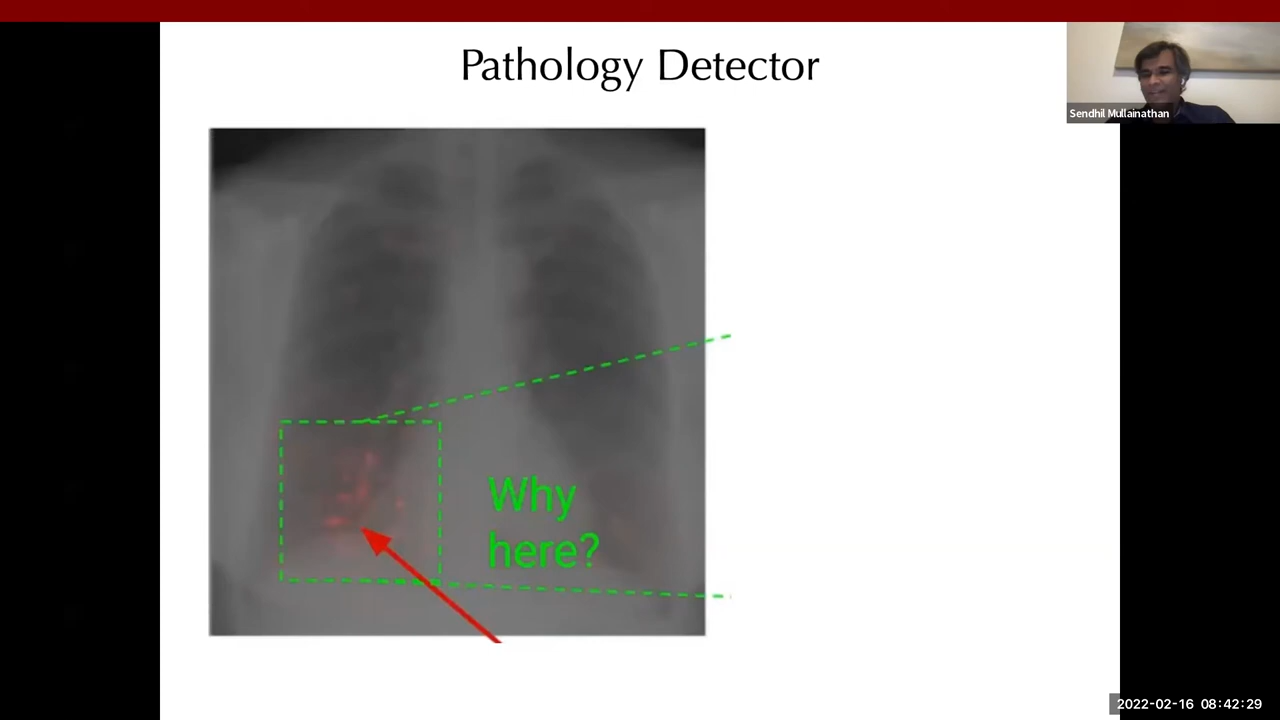 Pathology Detector
Sendhil Mullainathan
Why
here?
2022-02-16 08:42:29